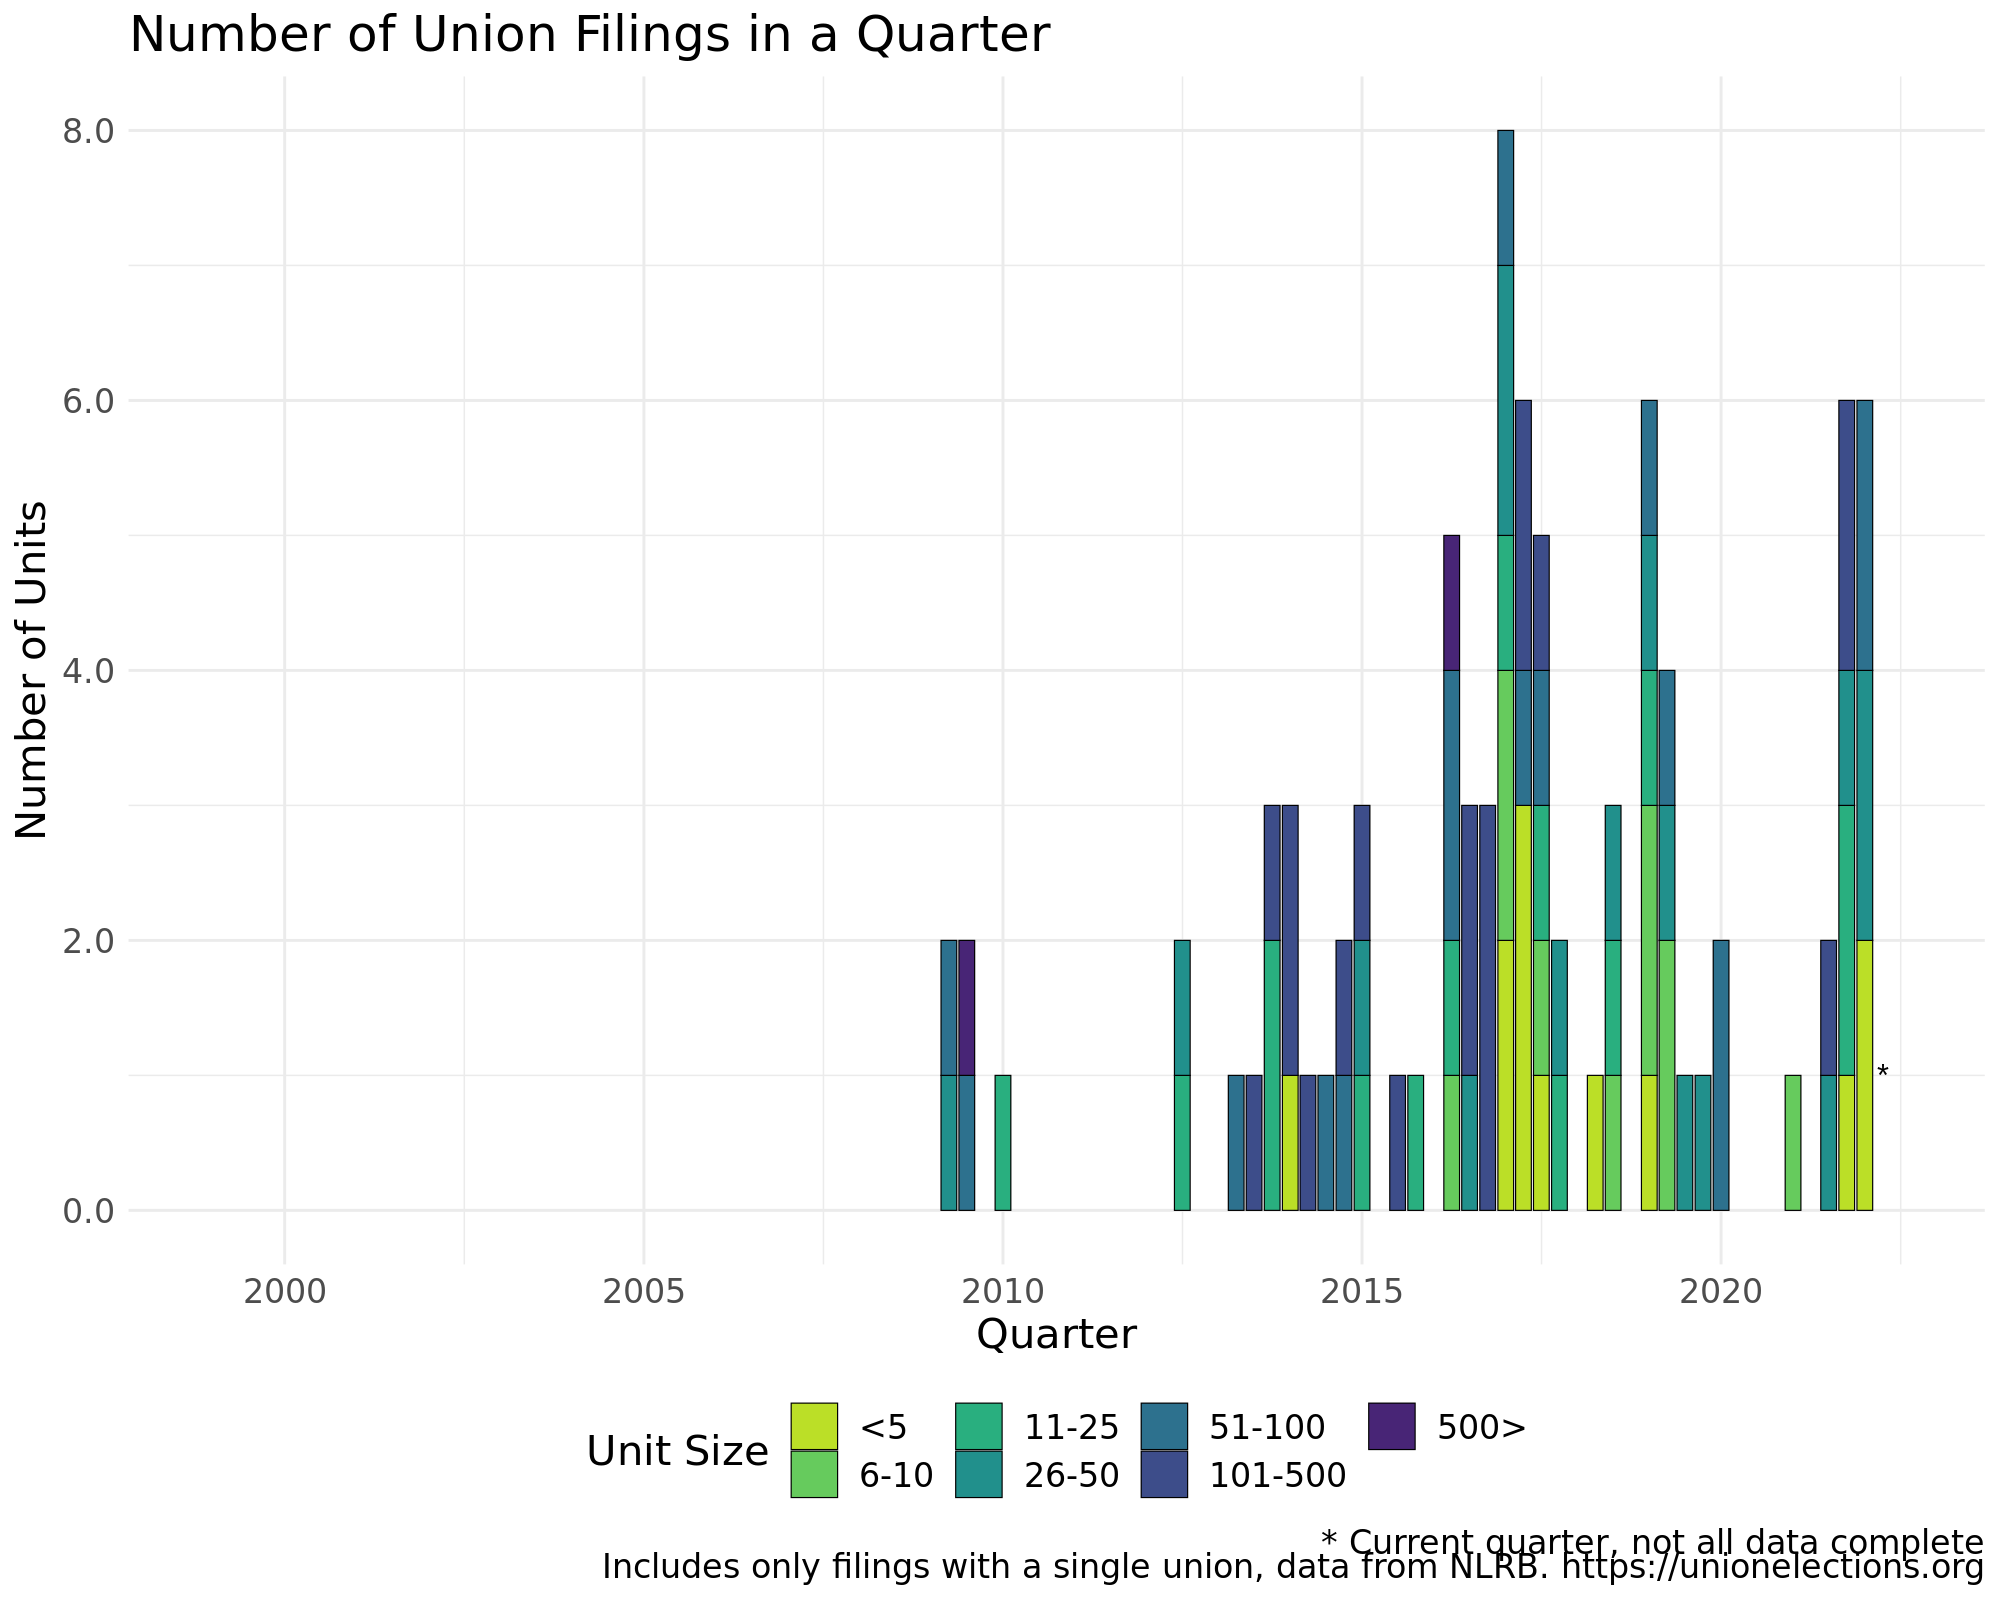 Number of Union Filings in a Quarter
Number of Units
8.0
6.0
4.0
2.0
0.0
*
2000 2005 2010 2015 2020
Quarter
Unit Size
<5 11-25 51-100 500>
6-10 26-50 101-500
* Current quarter, not all data complete
Includes only filings with a single union, data from NLRB. https://unionelections.org